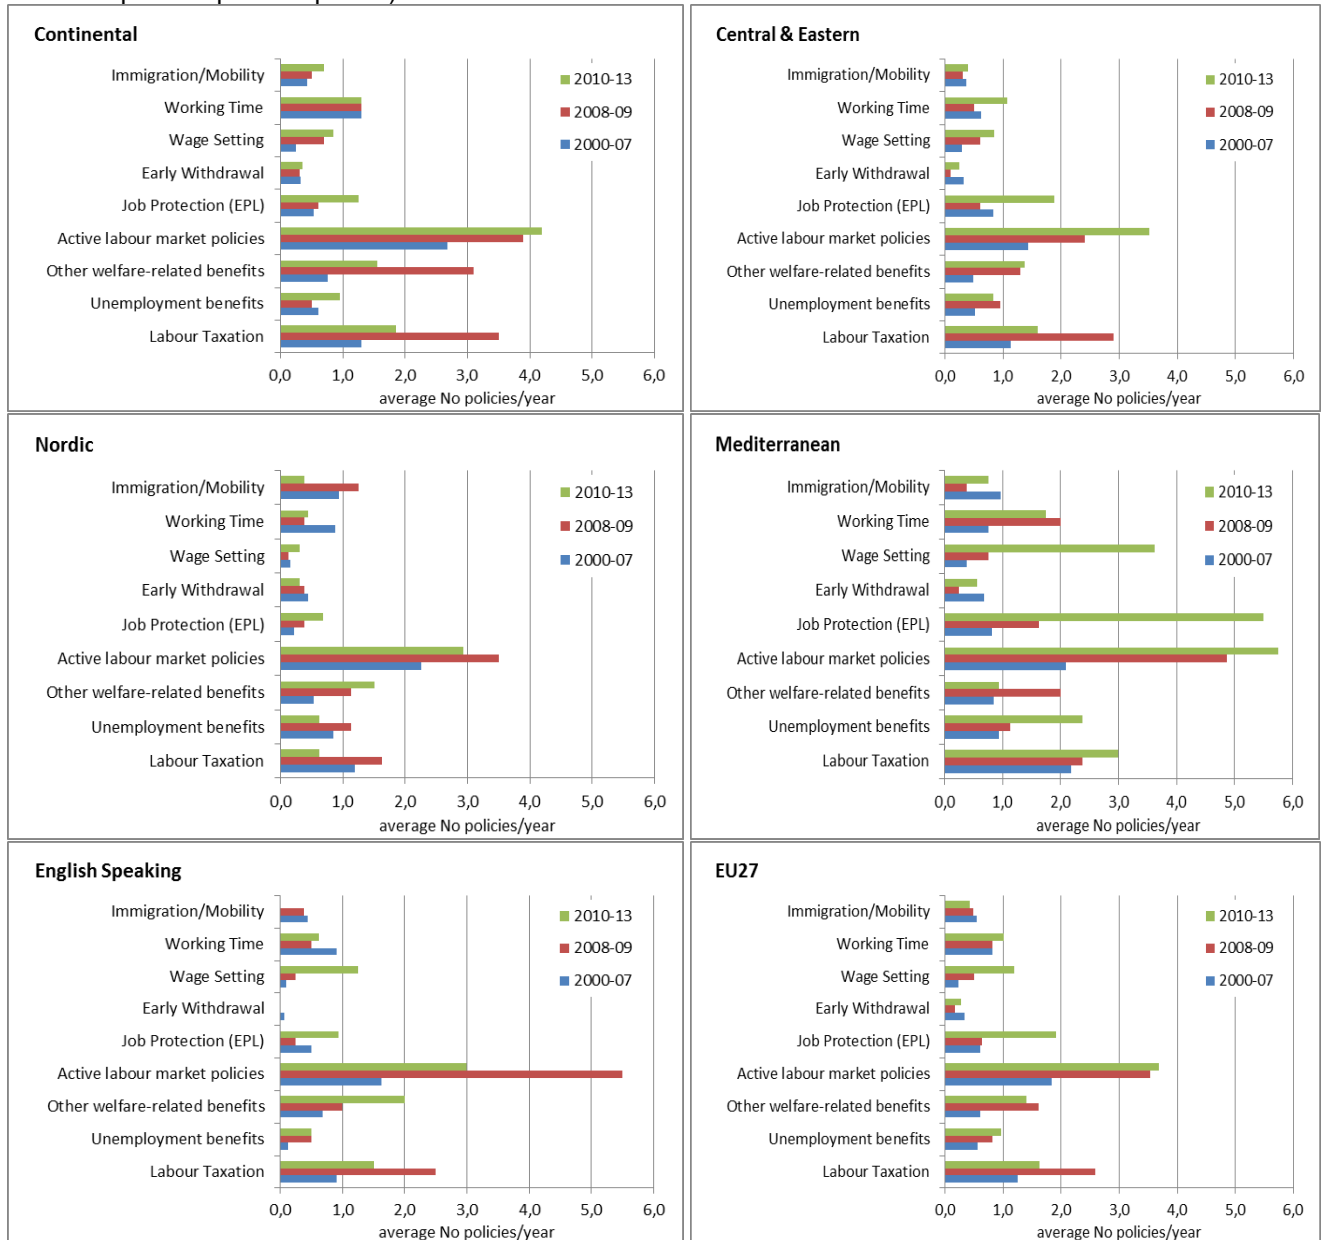 Continental
Immigration/Mobility
Working Time
Wage Setting
Early Withdrawal
Job Protection (EPL)
Active labour market policies
Other welfare-related benefits
Unemployment benefits
Labour Taxation
2010-13
2008-09
2000-07
0,0 1,0 2,0 3,0 4,0 5,0 6,0
average No policies/year
Central & Eastern
Immigration/Mobility
Working Time
Wage Setting
Early Withdrawal
Job Protection (EPL)
Active labour market policies
Other welfare-related benefits
Unemployment benefits
Labour Taxation
2010-13
2008-09
2000-07
0,0 1,0 2,0 3,0 4,0 5,0 6,0
average No policies/year
Nordic
Immigration/Mobility
Working Time
Wage Setting
Early Withdrawal
Job Protection (EPL)
Active labour market policies
Other welfare-related benefits
Unemployment benefits
Labour Taxation
2010-13
2008-09
2000-07
0,0 1,0 2,0 3,0 4,0 5,0 6,0
average No policies/year
Mediterranean
Immigration/Mobility
Working Time
Wage Setting
Early Withdrawal
Job Protection (EPL)
Active labour market policies
Other welfare-related benefits
Unemployment benefits
Labour Taxation
2010-13
2008-09
2000-07
0,0 1,0 2,0 3,0 4,0 5,0 6,0
average No policies/year
English Speaking
Immigration/Mobility
Working Time
Wage Setting
Early Withdrawal
Job Protection (EPL)
Active labour market policies
Other welfare-related benefits
Unemployment benefits
Labour Taxation
2010-13
2008-09
2000-07
0,0 1,0 2,0 3,0 4,0 5,0 6,0
average No policies/year
EU27
Immigration/Mobility
Working Time
Wage Setting
Early Withdrawal
Job Protection (EPL)
Active labour market policies
Other welfare-related benefits
Unemployment benefits
Labour Taxation
2010-13
2008-09
2000-07
0,0 1,0 2,0 3,0 4,0 5,0 6,0
average No policies/year